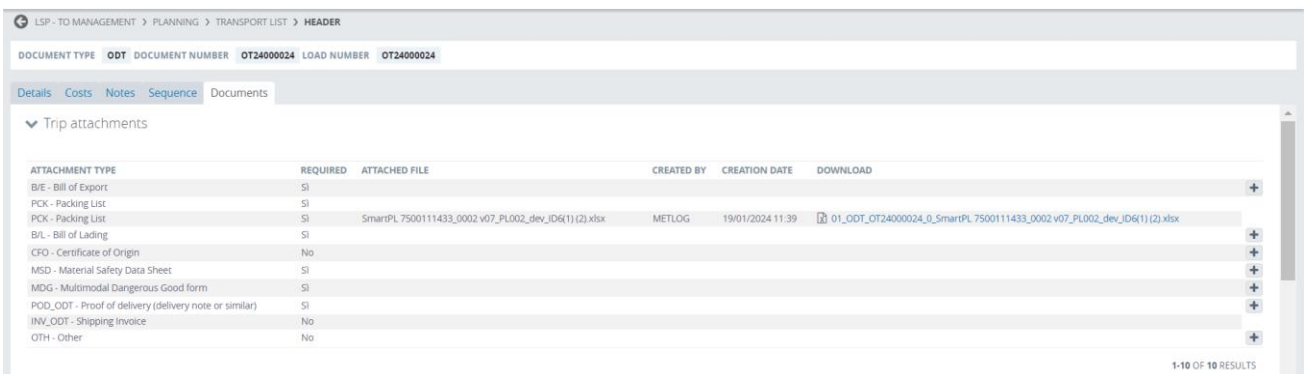 LSP - TO MANAGEMENT > PLANNING > TRANSPORT LIST > HEADER
DOCUMENT TYPE ODT DOCUMENT NUMBER OT24000024 LOAD NUMBER OT24000024
Details Costs Notes Sequence Documents
Trip attachments
ATTACHMENT TYPE REQUIRED ATTACHED FILE CREATED BY CREATION DATE DOWNLOAD
B/E - Bill of Export Sì +
PCK - Packing List Sì
PCK - Packing List Sì SmartPL 7500111433_0002 v07_PL002_dev_ID6(1) (2).xlsx METLOG 19/01/2024 11:39 01_ODT_OT24000024_0_SmartPL 7500111433_0002 v07_PL002_dev_ID6(1) (2).xlsx
B/L - Bill of Lading Sì +
CFO - Certificate of Origin No +
MSD - Material Safety Data Sheet Sì +
MDG - Multimodal Dangerous Good form Sì +
POD_ODT - Proof of delivery (delivery note or similar) Sì +
INV_ODT - Shipping Invoice No
OTH - Other No +
1-10 OF 10 RESULTS